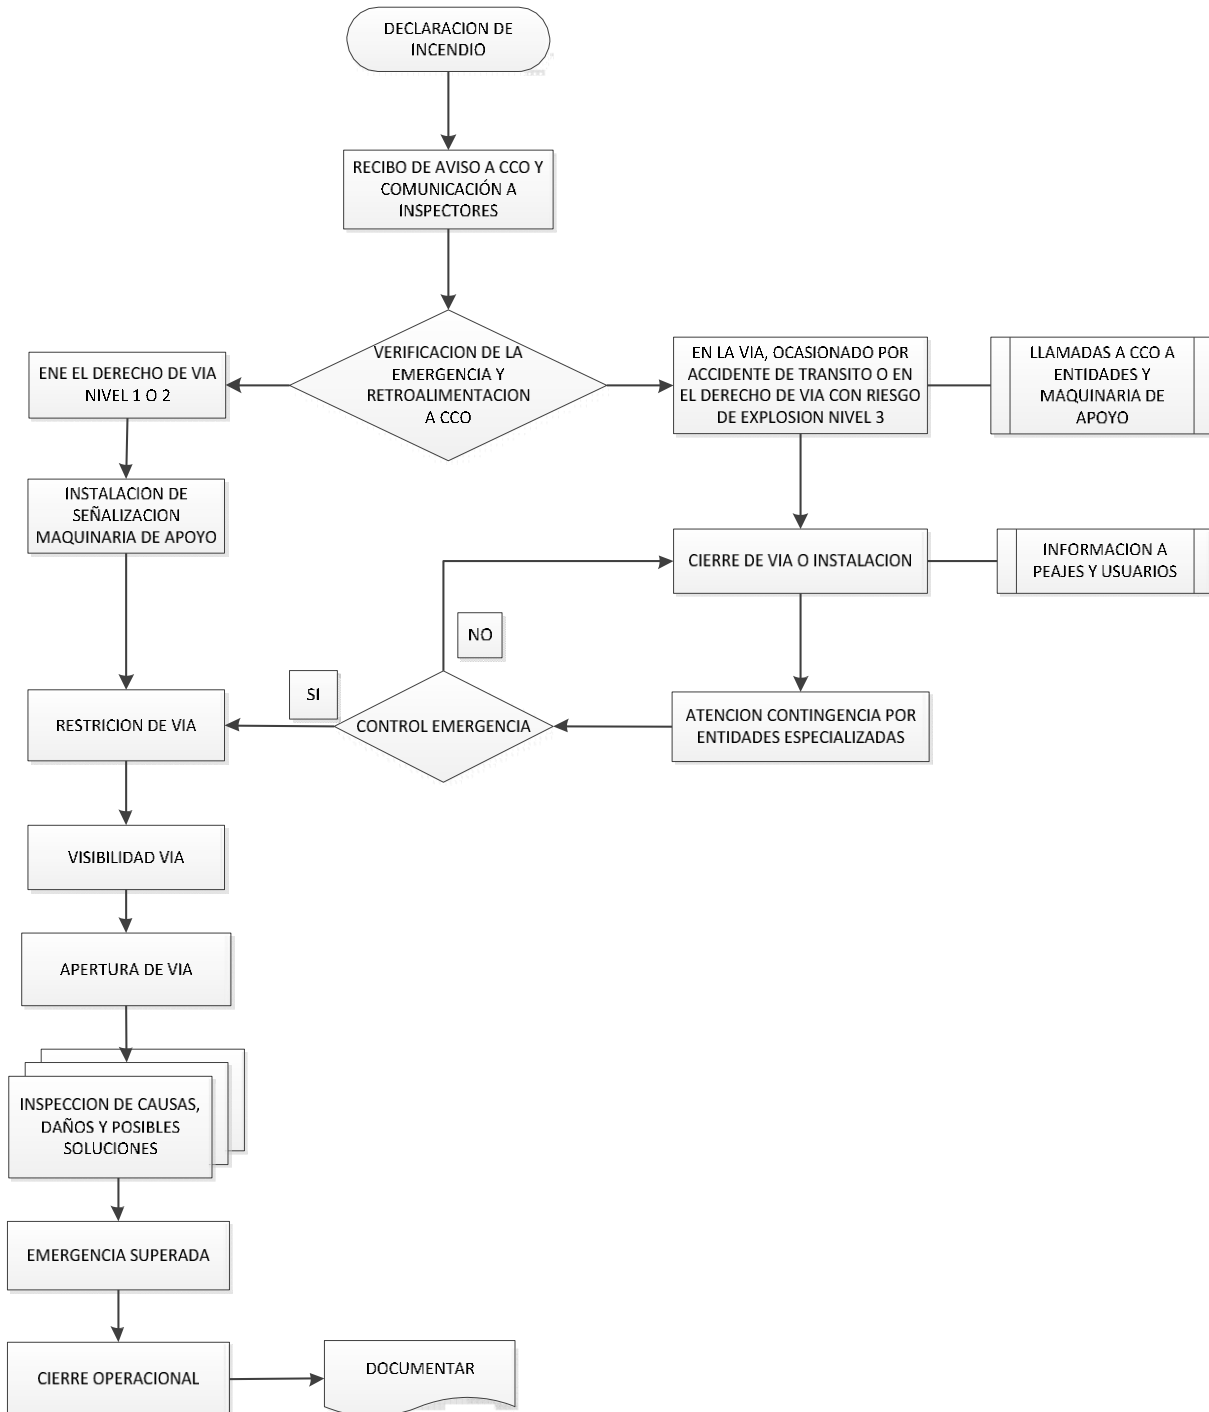 DECLARACION DE
INCENDIO
RECIBO DE AVISO A CCO Y
COMUNICACIÓN A
INSPECTORES
VERIFICACION DE LA
EMERGENCIA Y
RETROALIMENTACION
A CCO
ENE EL DERECHO DE VIA
NIVEL 1 O 2
EN LA VIA, OCASIONADO POR
ACCIDENTE DE TRANSITO O EN
EL DERECHO DE VIA CON RIESGO
DE EXPLOSION NIVEL 3
LLAMADAS A CCO A
ENTIDADES Y
MAQUINARIA DE
APOYO
INSTALACION DE
SEÑALIZACION
MAQUINARIA DE APOYO
CIERRE DE VIA O INSTALACION
INFORMACION A
PEAJES Y USUARIOS
NO
SI
RESTRICION DE VIA
CONTROL EMERGENCIA
ATENCION CONTINGENCIA POR
ENTIDADES ESPECIALIZADAS
VISIBILIDAD VIA
APERTURA DE VIA
INSPECCION DE CAUSAS,
DAÑOS Y POSIBLES
SOLUCIONES
EMERGENCIA SUPERADA
CIERRE OPERACIONAL
DOCUMENTAR